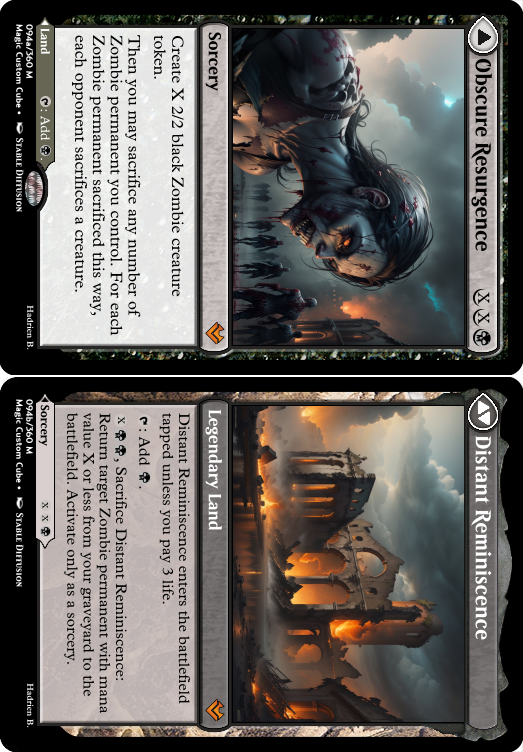 Obscure Resurgence X X
Sorcery
Create X 2/2 black Zombie creature
token.
Then you may sacrifice any number of
Zombie permanent you control. For each
Zombie permanent sacrificed this way,
each opponent sacrifices a creature.
Land : Add .
094a/360 M
Magic Custom Cube • Stable Diffusion
Hadrien B.
Distant Reminiscence
Legendary Land
Distant Reminiscence enters the battlefield
tapped unless you pay 3 life.
: Add .
X , Sacrifice Distant Reminiscence:
Return target Zombie permanent with mana
value X or less from your graveyard to the
battlefield. Activate only as a sorcery.
Sorcery X X
094b/360 M
Magic Custom Cube • Stable Diffusion
Hadrien B.